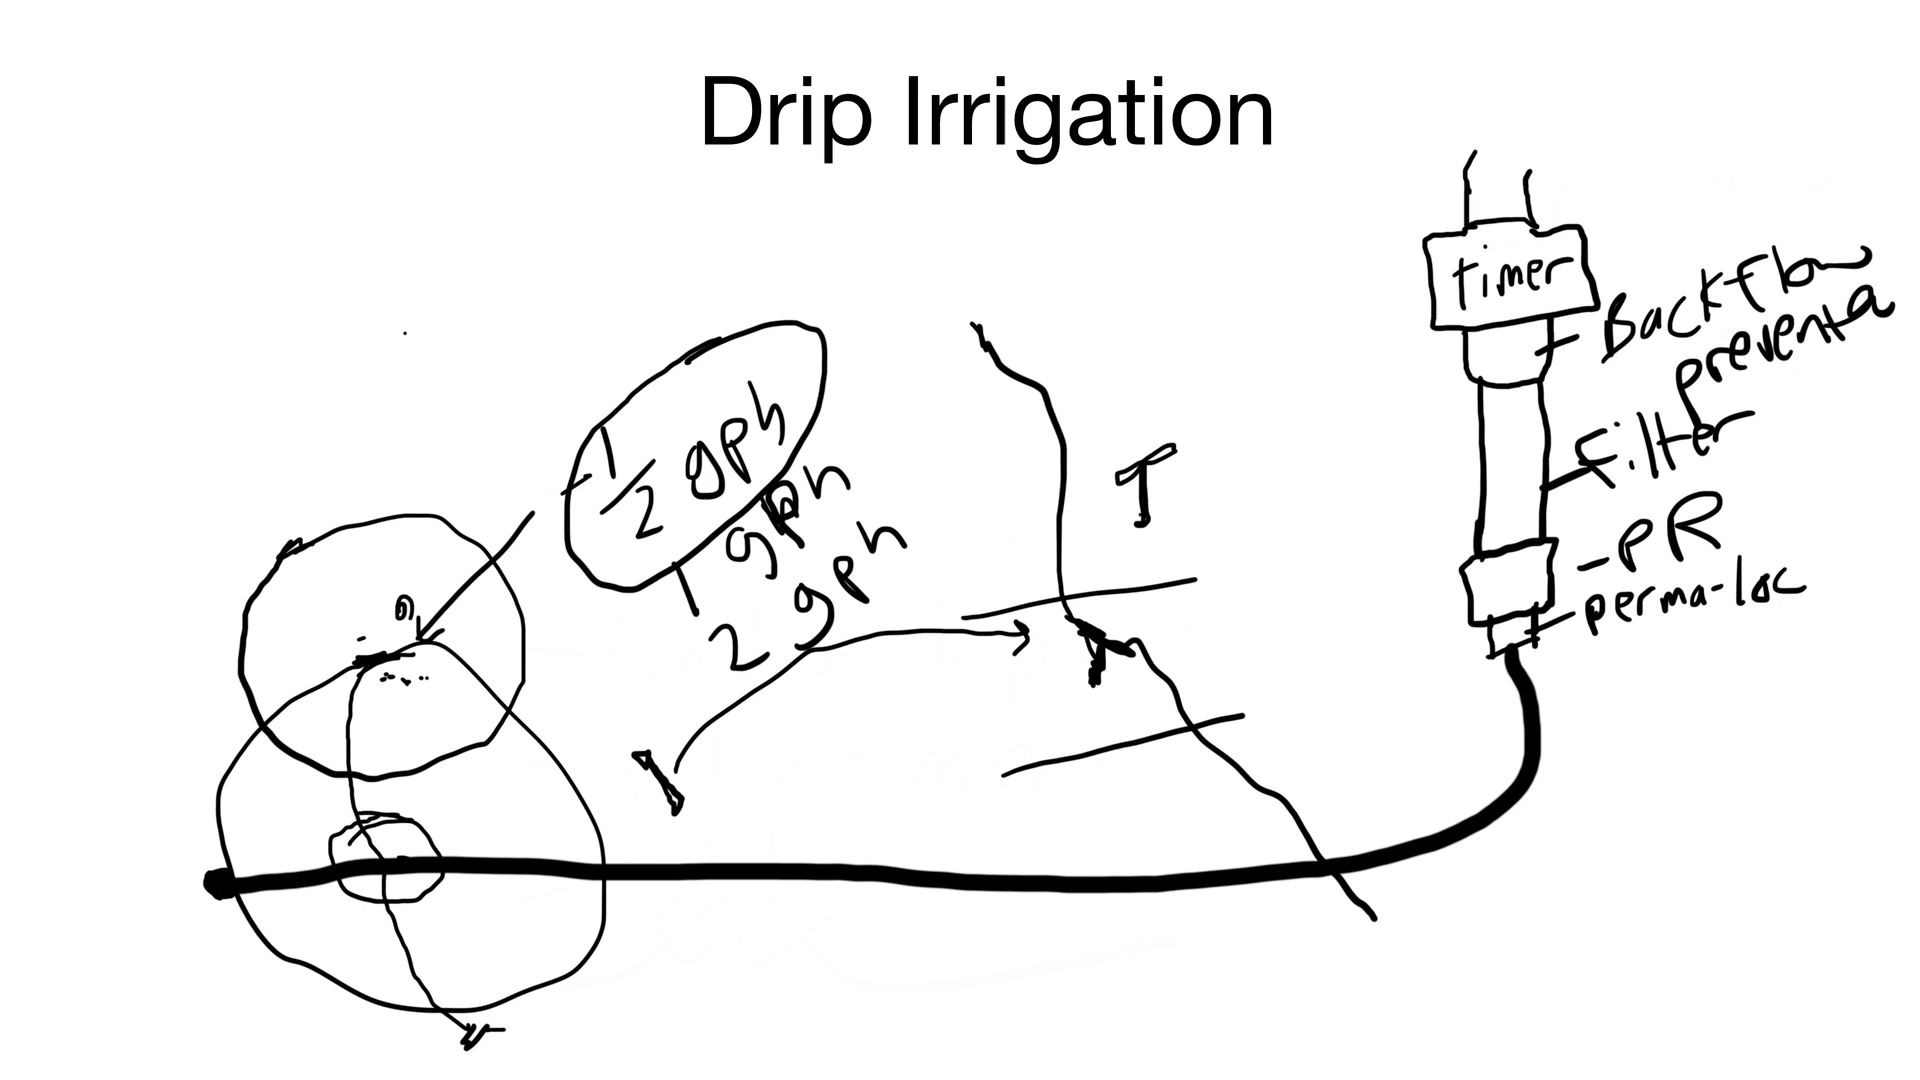 Drip Irrigation
timer
Backflow
preventa
Filter
-PR
perma-loc
1/2 gph
1 gph
2 gph
T